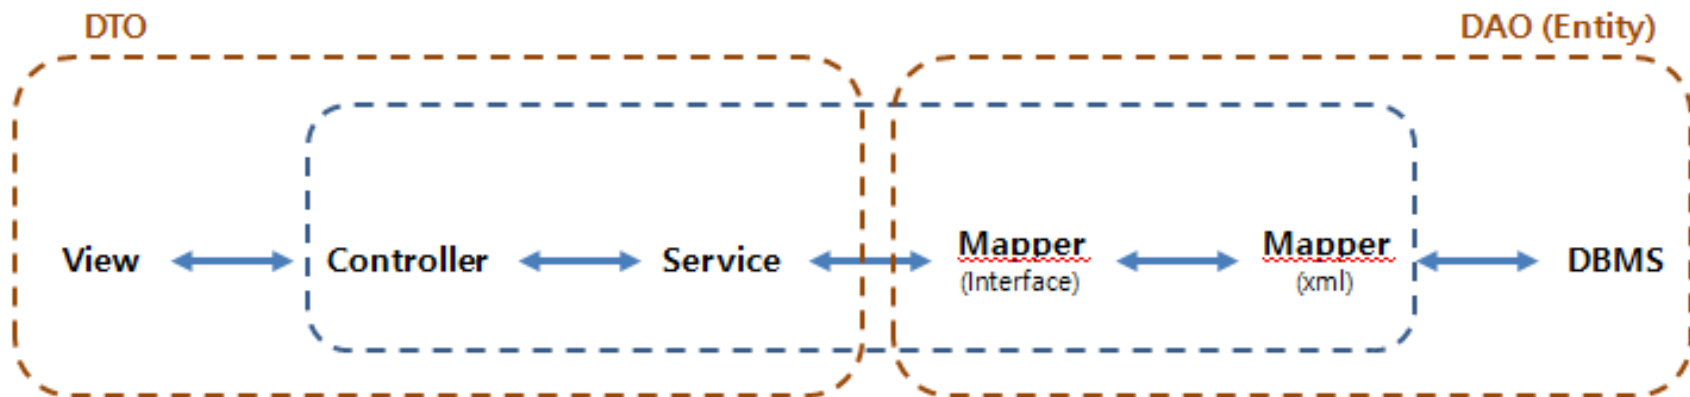 DTO
DAO (Entity)
View
Controller
Service
Mapper
(Interface)
Mapper
(xml)
DBMS